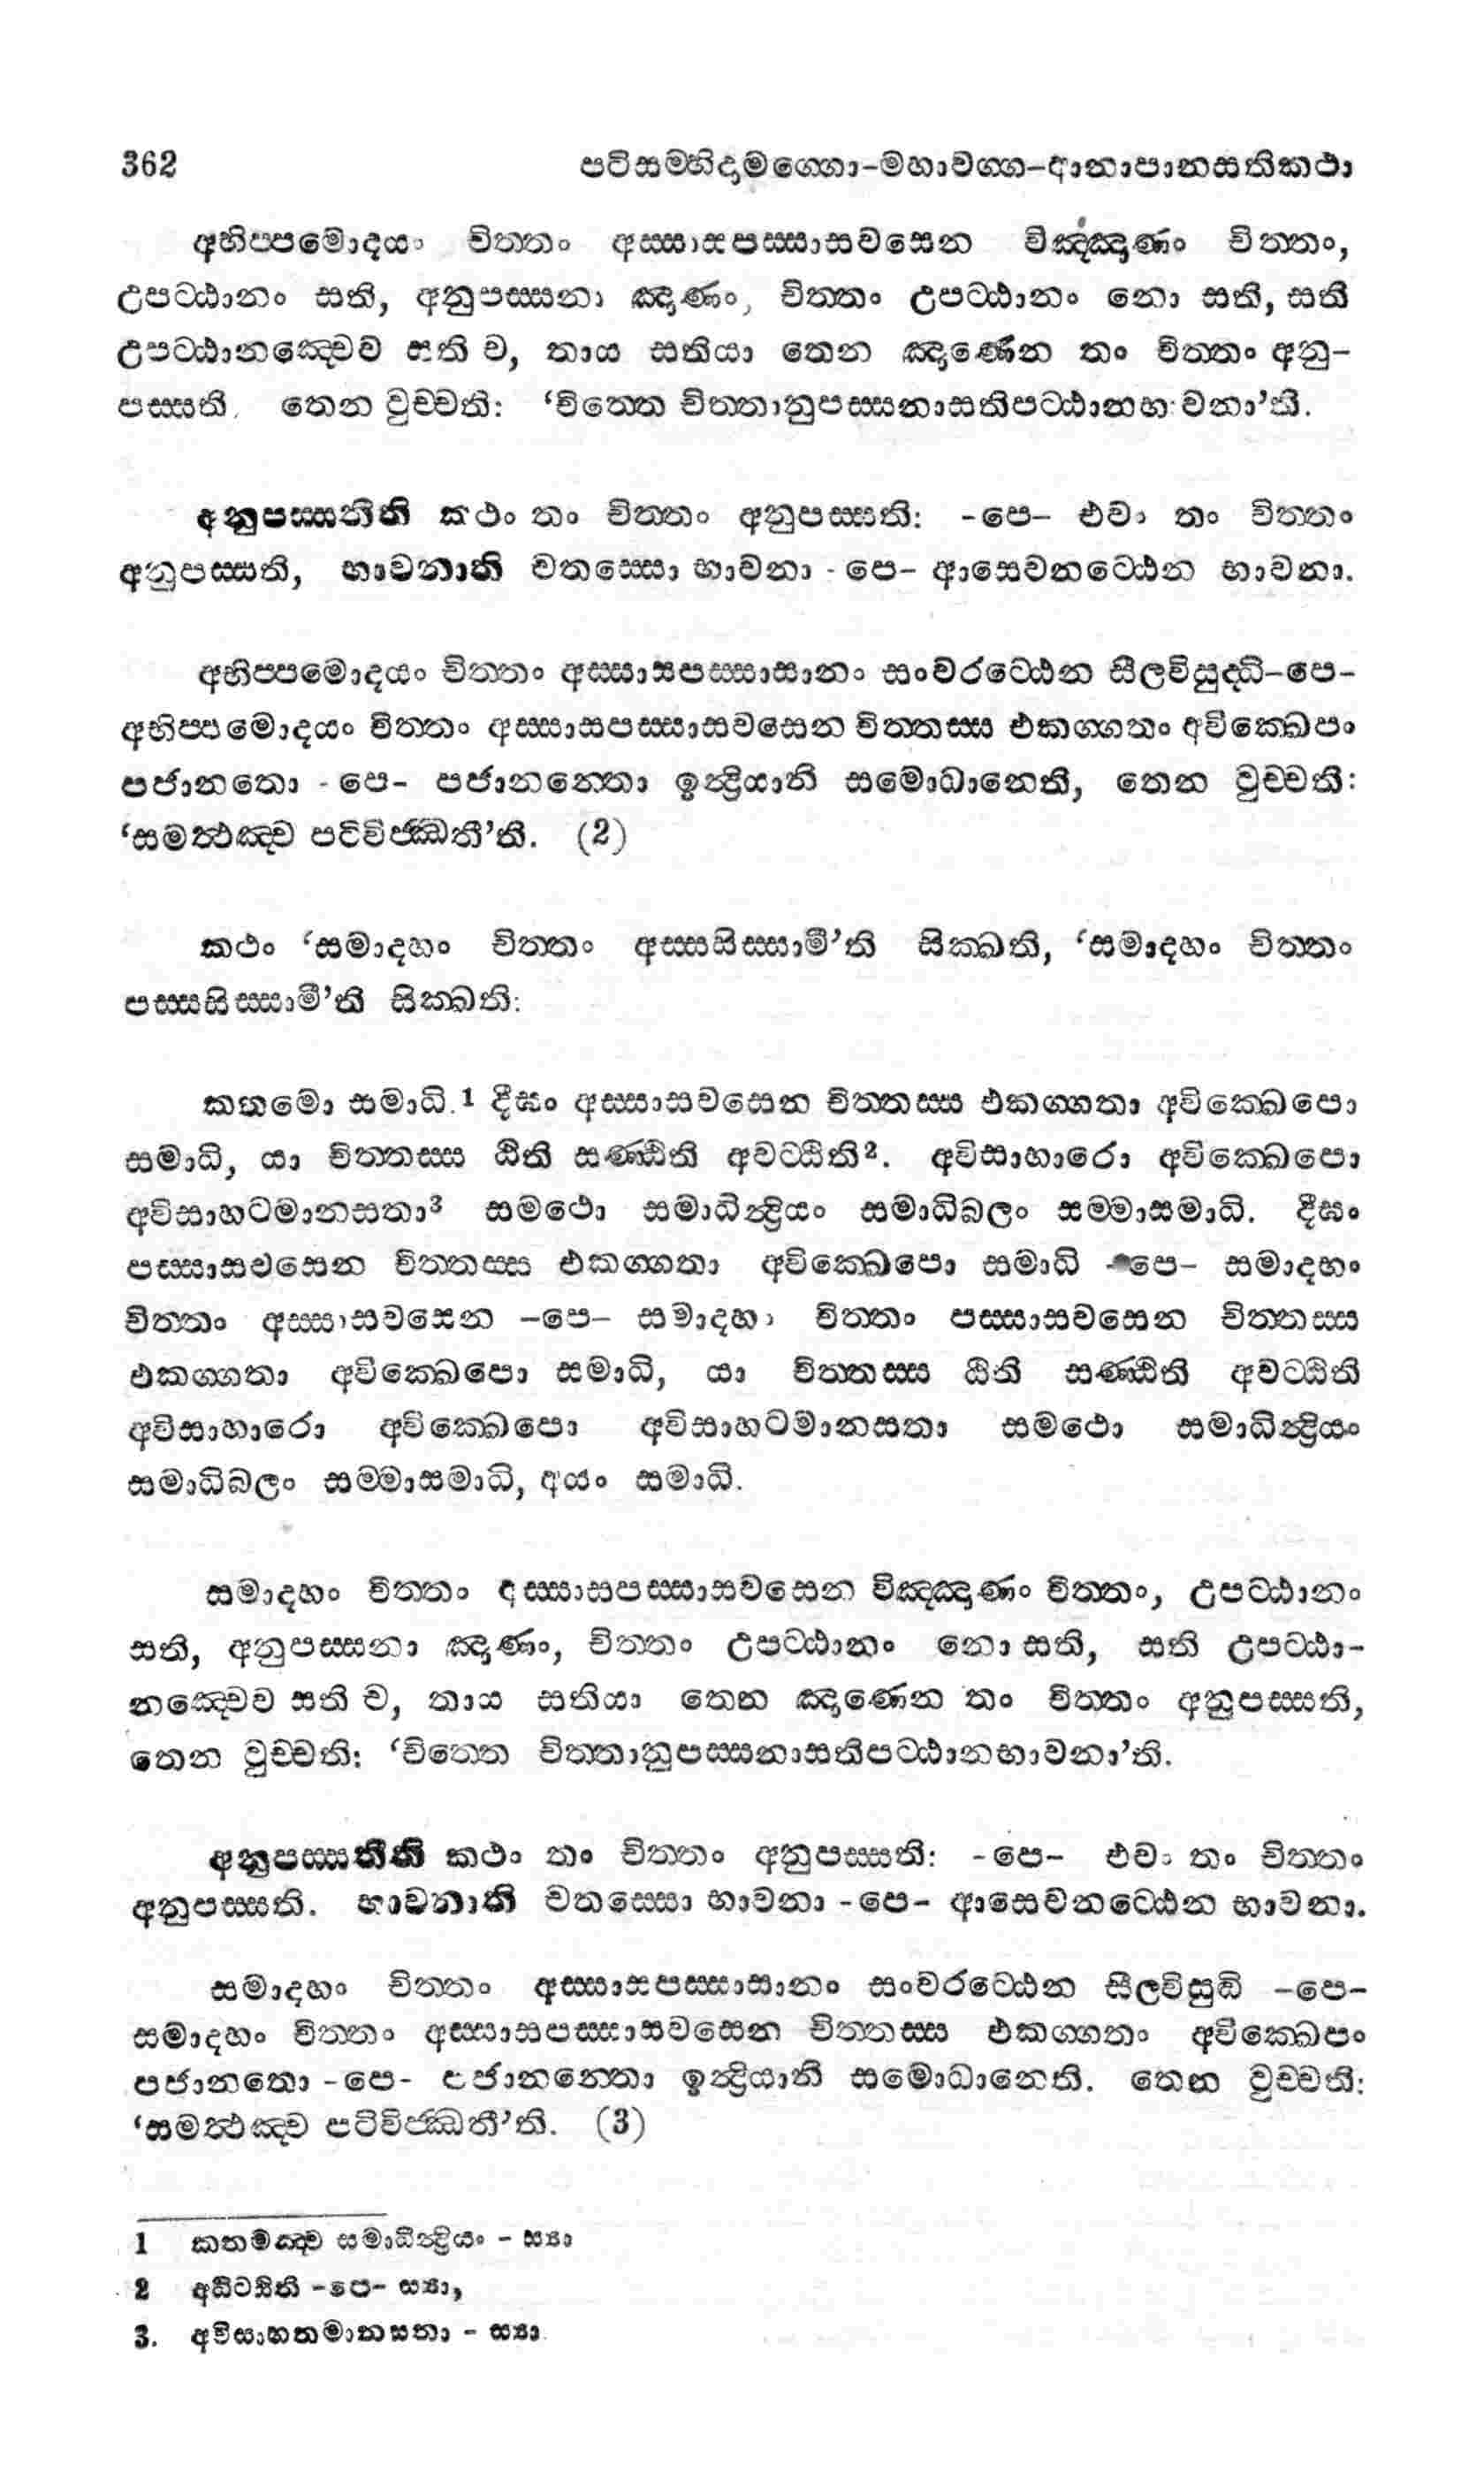 362 පටිසම්භිදාමග්ගො-මහාවග්ග-ආනාපානසතිකථා
අභිප්පමොදයං චිත්තං අස්සාසපස්සාසවසෙන විඤ්ඤාණං චිත්තං,
උපට්ඨානං සති, අනුපස්සනා ඤාණං, චිත්තං උපට්ඨානං නො සති, සති
උපට්ඨානඤ්චෙව සති ච, තාය සතියා තෙන ඤාණෙන තං චිත්තං අනු-
පස්සති. තෙන වුච්චති: ‘චිත්තෙ චිත්තානුපස්සනාසතිපට්ඨානභාවනා’ති.
අනුපස්සතීති කථං තං චිත්තං අනුපස්සති: -පෙ- එවං තං චිත්තං
අනුපස්සති, භාවනාති චතස්සො භාවනා -පෙ- ආසෙවනට්ඨෙන භාවනා.
අභිප්පමොදයං චිත්තං අස්සාසපස්සාසානං සංවරට්ඨෙන සීලවිසුද්ධි-පෙ-
අභිප්පමොදයං චිත්තං අස්සාසපස්සාසවසෙන චිත්තස්ස එකග්ගතං අවික්ඛෙපං
පජානතො -පෙ- පජානන්තො ඉන්ද්‍රියානි සමොධානෙති, තෙන වුච්චති:
‘සමත්ථඤ්ච පටිවිජ්ඣතී’ති. (2)
කථං ‘සමාදහං චිත්තං අස්සසිස්සාමී’ති සික්ඛති, ‘සමාදහං චිත්තං
පස්සසිස්සාමී’ති සික්ඛති:
කතමො සමාධි.1 දීඝං අස්සාසවසෙන චිත්තස්ස එකග්ගතා අවික්ඛෙපො
සමාධි, යා චිත්තස්ස ඨිති සණ්ඨිති අවට්ඨිති2. අවිසාහාරො අවික්ඛෙපො
අවිසාහටමානසතා3 සමථො සමාධින්ද්‍රියං සමාධිබලං සම්මාසමාධි. දීඝං
පස්සාසවසෙන චිත්තස්ස එකග්ගතා අවික්ඛෙපො සමාධි -පෙ- සමාදහං
චිත්තං අස්සාසවසෙන -පෙ- සමාදහං චිත්තං පස්සාසවසෙන චිත්තස්ස
එකග්ගතා අවික්ඛෙපො සමාධි, යා චිත්තස්ස ඨිති සණ්ඨිති අවට්ඨිති
අවිසාහාරො අවික්ඛෙපො අවිසාහටමානසතා සමථො සමාධින්ද්‍රියං
සමාධිබලං සම්මාසමාධි, අයං සමාධි.
සමාදහං චිත්තං අස්සාසපස්සාසවසෙන විඤ්ඤාණං චිත්තං, උපට්ඨානං
සති, අනුපස්සනා ඤාණං, චිත්තං උපට්ඨානං නො සති, සති උපට්ඨා-
නඤ්චෙව සති ච, තාය සතියා තෙන ඤාණෙන තං චිත්තං අනුපස්සති,
තෙන වුච්චති: ‘චිත්තෙ චිත්තානුපස්සනාසතිපට්ඨානභාවනා’ති.
අනුපස්සතීති කථං තං චිත්තං අනුපස්සති: -පෙ- එවං තං චිත්තං
අනුපස්සති. භාවනාති චතස්සො භාවනා -පෙ- ආසෙවනට්ඨෙන භාවනා.
සමාදහං චිත්තං අස්සාසපස්සාසානං සංවරට්ඨෙන සීලවිසුද්ධි -පෙ-
සමාදහං චිත්තං අස්සාසපස්සාසවසෙන චිත්තස්ස එකග්ගතං අවික්ඛෙපං
පජානතො -පෙ- පජානන්තො ඉන්ද්‍රියානි සමොධානෙති. තෙන වුච්චති:
‘සමත්ථඤ්ච පටිවිජ්ඣතී’ති. (3)
1 කතමඤ්ච සමාධින්ද්‍රියං - ස්‍යා
2 අධිට්ඨිති -පෙ- ස්‍යා,
3. අවිසාහතමානසතා - ස්‍යා